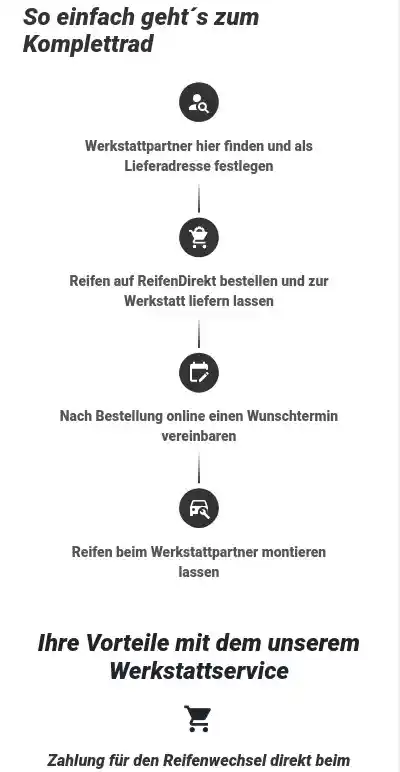 So einfach geht´s zum
Komplettrad
Werkstattpartner hier finden und als
Lieferadresse festlegen
Reifen auf ReifenDirekt bestellen und zur
Werkstatt liefern lassen
Nach Bestellung online einen Wunschtermin
vereinbaren
Reifen beim Werkstattpartner montieren
lassen
Ihre Vorteile mit dem unserem
Werkstattservice
Zahlung für den Reifenwechsel direkt beim